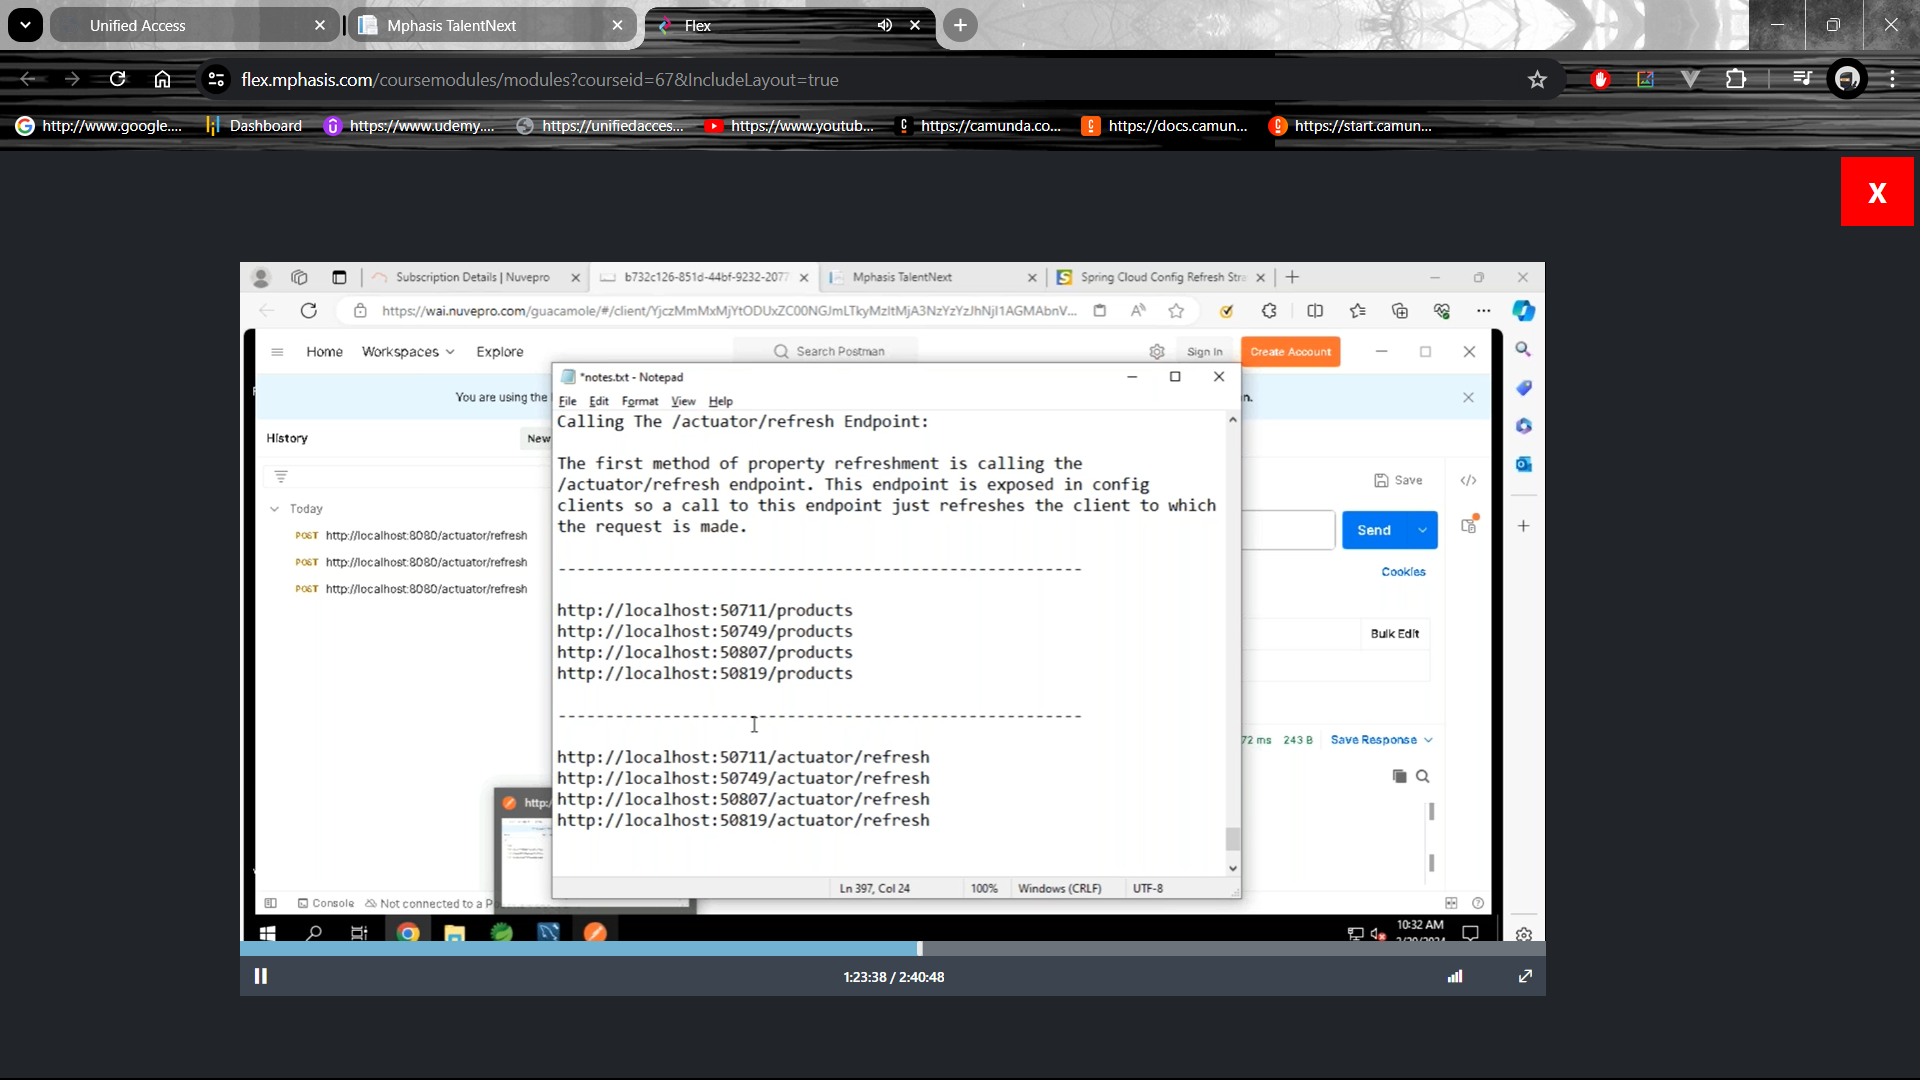 Unified Access
Mphasis TalentNext
Flex
flex.mphasis.com/coursemodules/modules?courseid=67&IncludeLayout=true
http://www.google....
Dashboard
https://www.udemy....
https://unifiedacces...
https://www.youtub...
https://camunda.co...
https://docs.camun...
https://start.camun...
X
Subscription Details | Nuvepro
b732c126-851d-44bf-9232-2077
Mphasis TalentNext
Spring Cloud Config Refresh Stra
https://wai.nuvepro.com/guacamole/#/client/
Home
Workspaces
Explore
Search Postman
Sign In
Create Account
You are using the
n.
*notes.txt - Notepad
File Edit Format View Help
History
New
Today
POST http://localhost:8080/actuator/refresh
POST http://localhost:8080/actuator/refresh
POST http://localhost:8080/actuator/refresh
Calling The /actuator/refresh Endpoint:
The first method of property refreshment is calling the
/actuator/refresh endpoint. This endpoint is exposed in config
clients so a call to this endpoint just refreshes the client to which
the request is made.
-------------------------------------------------------
http://localhost:50711/products
http://localhost:50749/products
http://localhost:50807/products
http://localhost:50819/products
-------------------------------------------------------
http://localhost:50711/actuator/refresh
http://localhost:50749/actuator/refresh
http://localhost:50807/actuator/refresh
http://localhost:50819/actuator/refresh
Ln 397, Col 24
100%
Windows (CRLF)
UTF-8
Save
</>
Send
Cookies
Bulk Edit
72 ms
243 B
Save Response
http:/
Console
Not connected to a P
10:32 AM
1:23:38 / 2:40:48